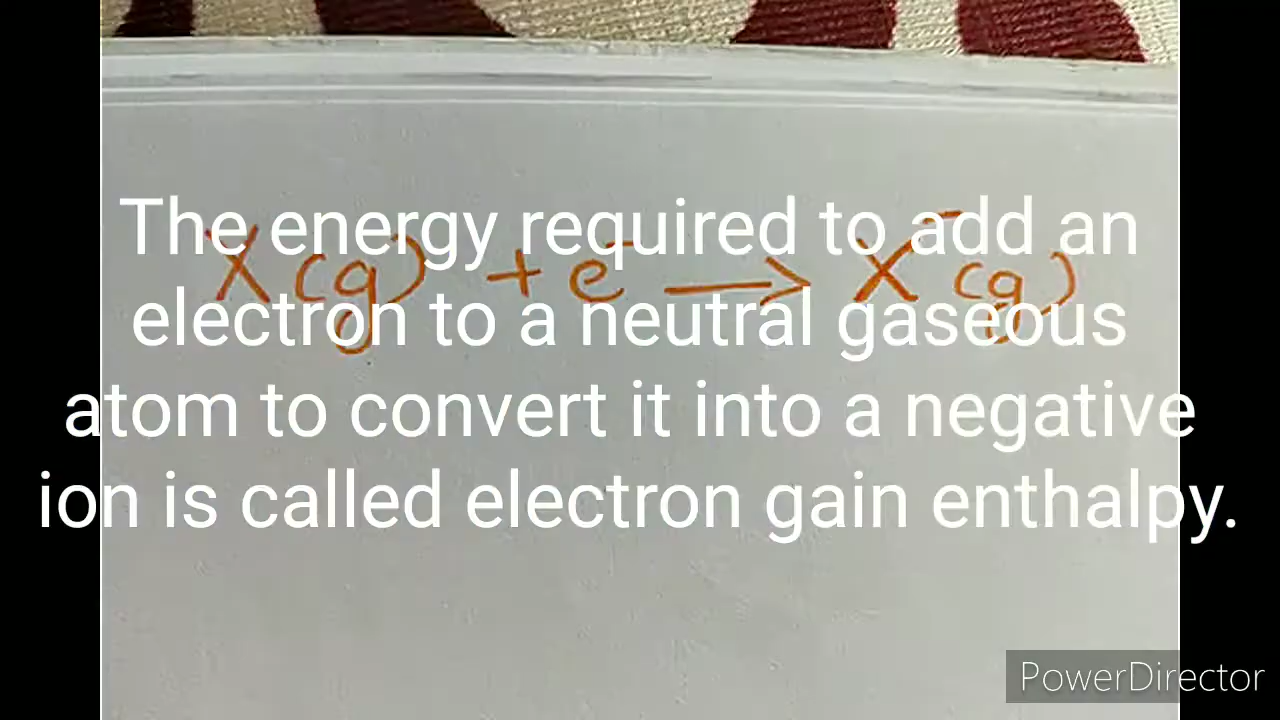 The energy required to add an
X(g) + e⁻ → X⁻(g)
electron to a neutral gaseous
atom to convert it into a negative
ion is called electron gain enthalpy.
PowerDirector